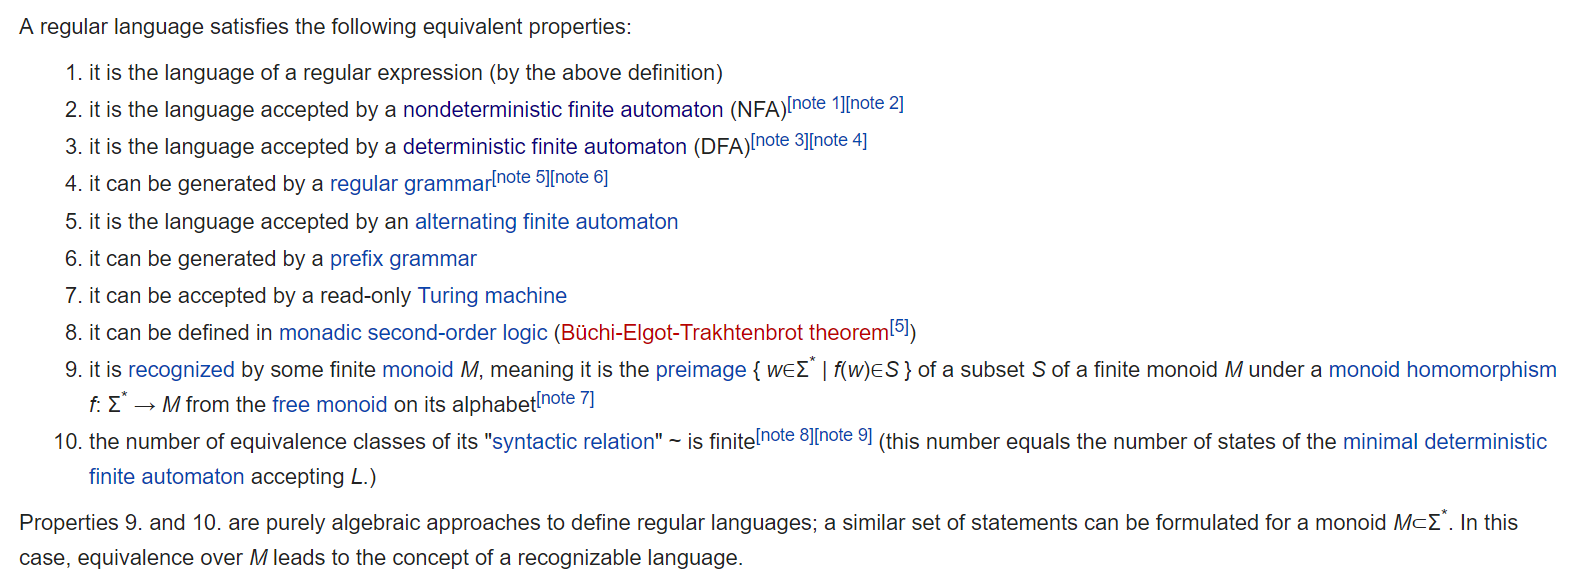 A regular language satisfies the following equivalent properties:
1. it is the language of a regular expression (by the above definition)
2. it is the language accepted by a nondeterministic finite automaton (NFA)[note 1][note 2]
3. it is the language accepted by a deterministic finite automaton (DFA)[note 3][note 4]
4. it can be generated by a regular grammar[note 5][note 6]
5. it is the language accepted by an alternating finite automaton
6. it can be generated by a prefix grammar
7. it can be accepted by a read-only Turing machine
8. it can be defined in monadic second-order logic (Büchi-Elgot-Trakhtenbrot theorem[5])
9. it is recognized by some finite monoid M, meaning it is the preimage { w∈Σ* | f(w)∈S } of a subset S of a finite monoid M under a monoid homomorphism
f: Σ* → M from the free monoid on its alphabet[note 7]
10. the number of equivalence classes of its "syntactic relation" ~ is finite[note 8][note 9] (this number equals the number of states of the minimal deterministic
finite automaton accepting L.)
Properties 9. and 10. are purely algebraic approaches to define regular languages; a similar set of statements can be formulated for a monoid M⊂Σ*. In this
case, equivalence over M leads to the concept of a recognizable language.